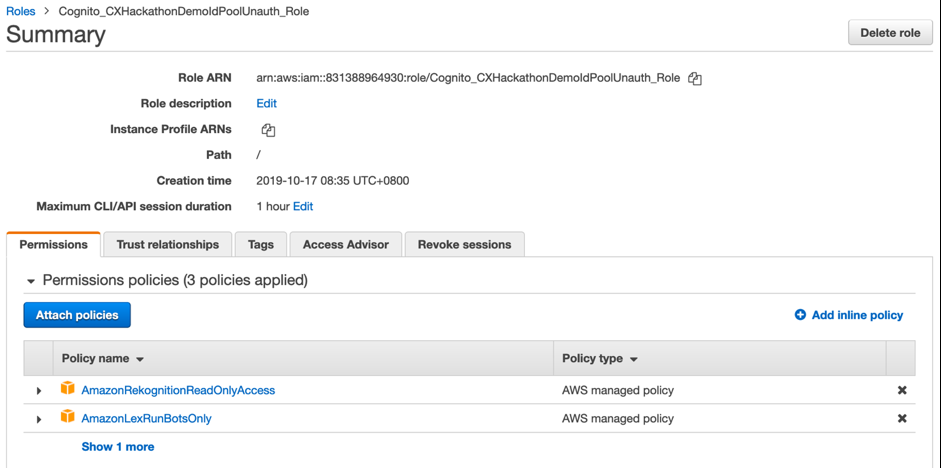 Roles > Cognito_CXHackathonDemoIdPoolUnauth_Role
Summary
Delete role
Role ARN arn:aws:iam::831388964930:role/Cognito_CXHackathonDemoIdPoolUnauth_Role
Role description Edit
Instance Profile ARNs
Path /
Creation time 2019-10-17 08:35 UTC+0800
Maximum CLI/API session duration 1 hour Edit
Permissions Trust relationships Tags Access Advisor Revoke sessions
Permissions policies (3 policies applied)
Attach policies Add inline policy
Policy name Policy type
AmazonRekognitionReadOnlyAccess AWS managed policy
AmazonLexRunBotsOnly AWS managed policy
Show 1 more